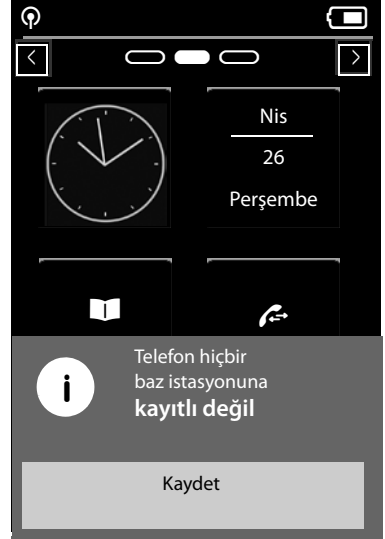 Nis
26
Perşembe
Telefon hiçbir
baz istasyonuna
kayıtlı değil
Kaydet